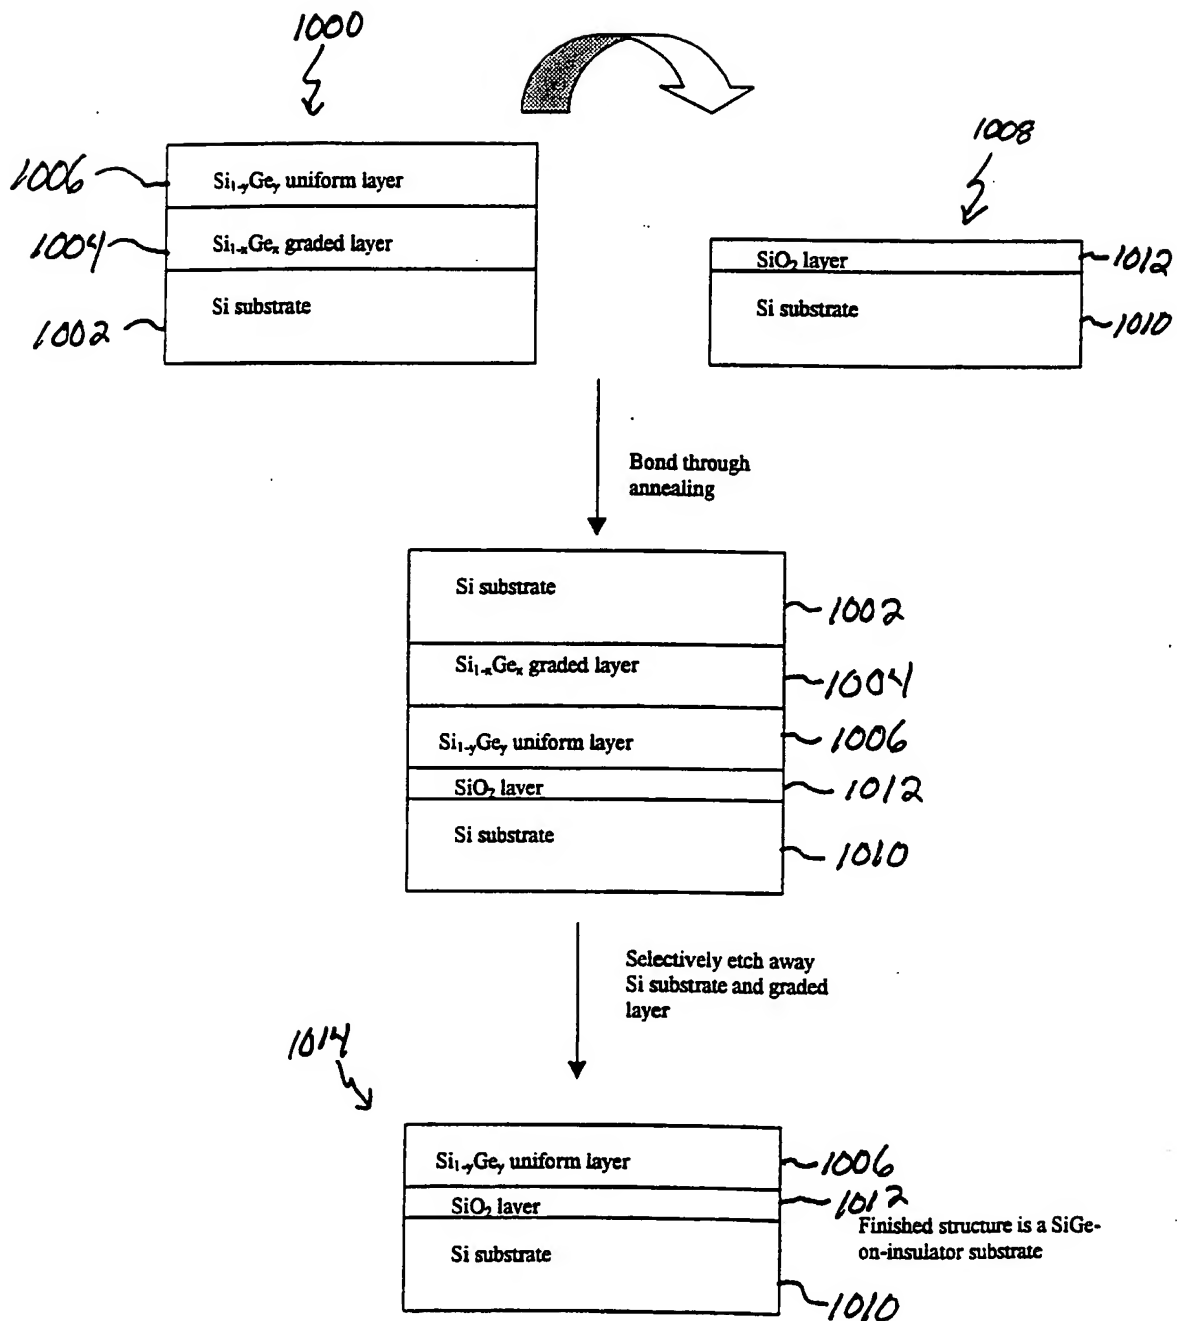 1000
1008
1006
Si1-yGey uniform layer
1004
Si1-xGex graded layer
SiO2 layer
1012
Si substrate
1002
Si substrate
1010
Bond through
annealing
Si substrate
1002
Si1-xGex graded layer
1004
Si1-yGey uniform layer
1006
SiO2 layer
1012
Si substrate
1010
Selectively etch away
Si substrate and graded
layer
1014
Si1-yGey uniform layer
1006
SiO2 layer
1012
Finished structure is a SiGe-
on-insulator substrate
Si substrate
1010